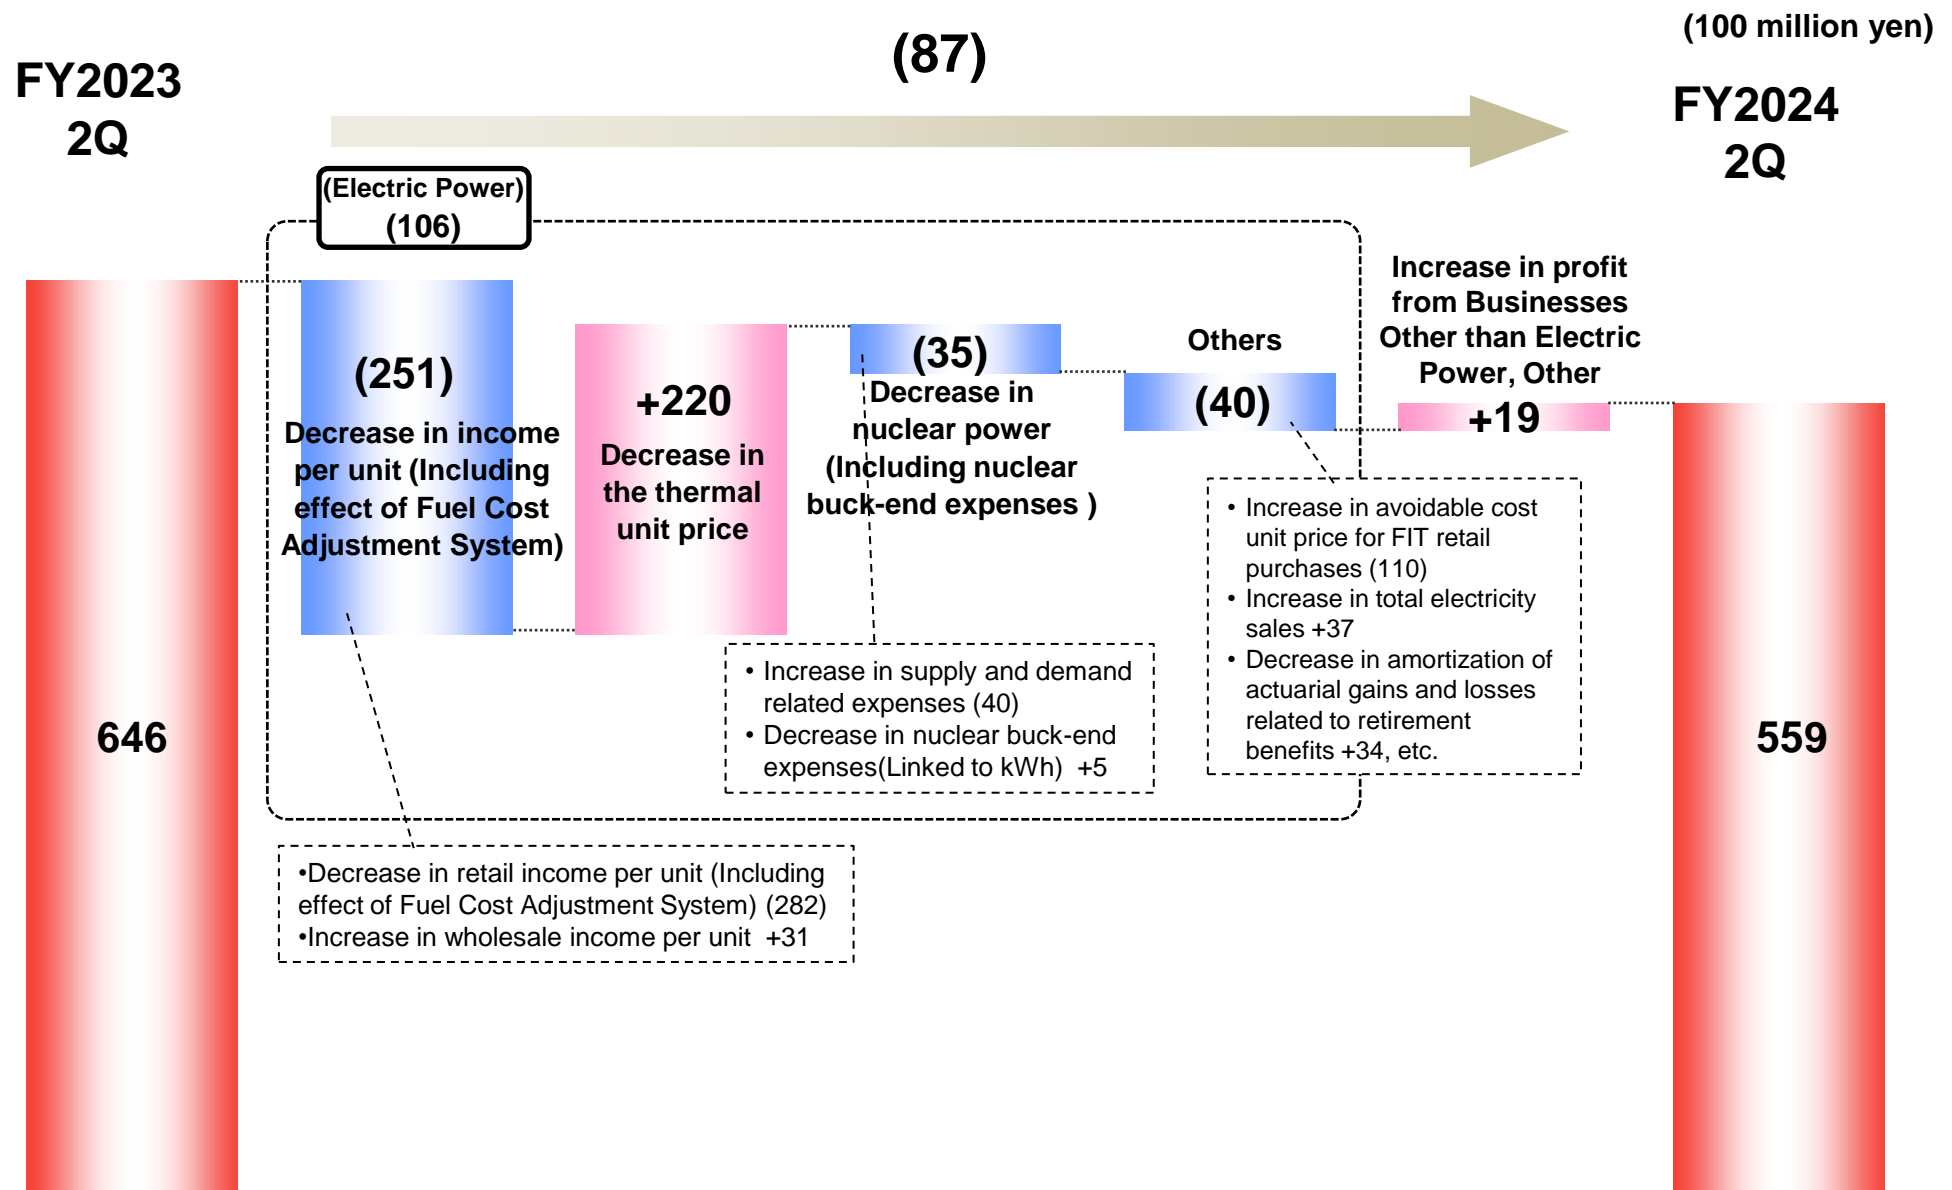 (100 million yen)
(87)
FY2023
2Q
FY2024
2Q
(Electric Power)
(106)
(251)
Decrease in income
per unit (Including
effect of Fuel Cost
Adjustment System)
+220
Decrease in
the thermal
unit price
(35)
Decrease in
nuclear power
(Including nuclear
buck-end expenses )
Others
(40)
Increase in profit
from Businesses
Other than Electric
Power, Other
+19
646
559
• Increase in avoidable cost
unit price for FIT retail
purchases (110)
• Increase in total electricity
sales +37
• Decrease in amortization of
actuarial gains and losses
related to retirement
benefits +34, etc.
• Increase in supply and demand
related expenses (40)
• Decrease in nuclear buck-end
expenses(Linked to kWh)  +5
•Decrease in retail income per unit (Including
effect of Fuel Cost Adjustment System) (282)
•Increase in wholesale income per unit  +31